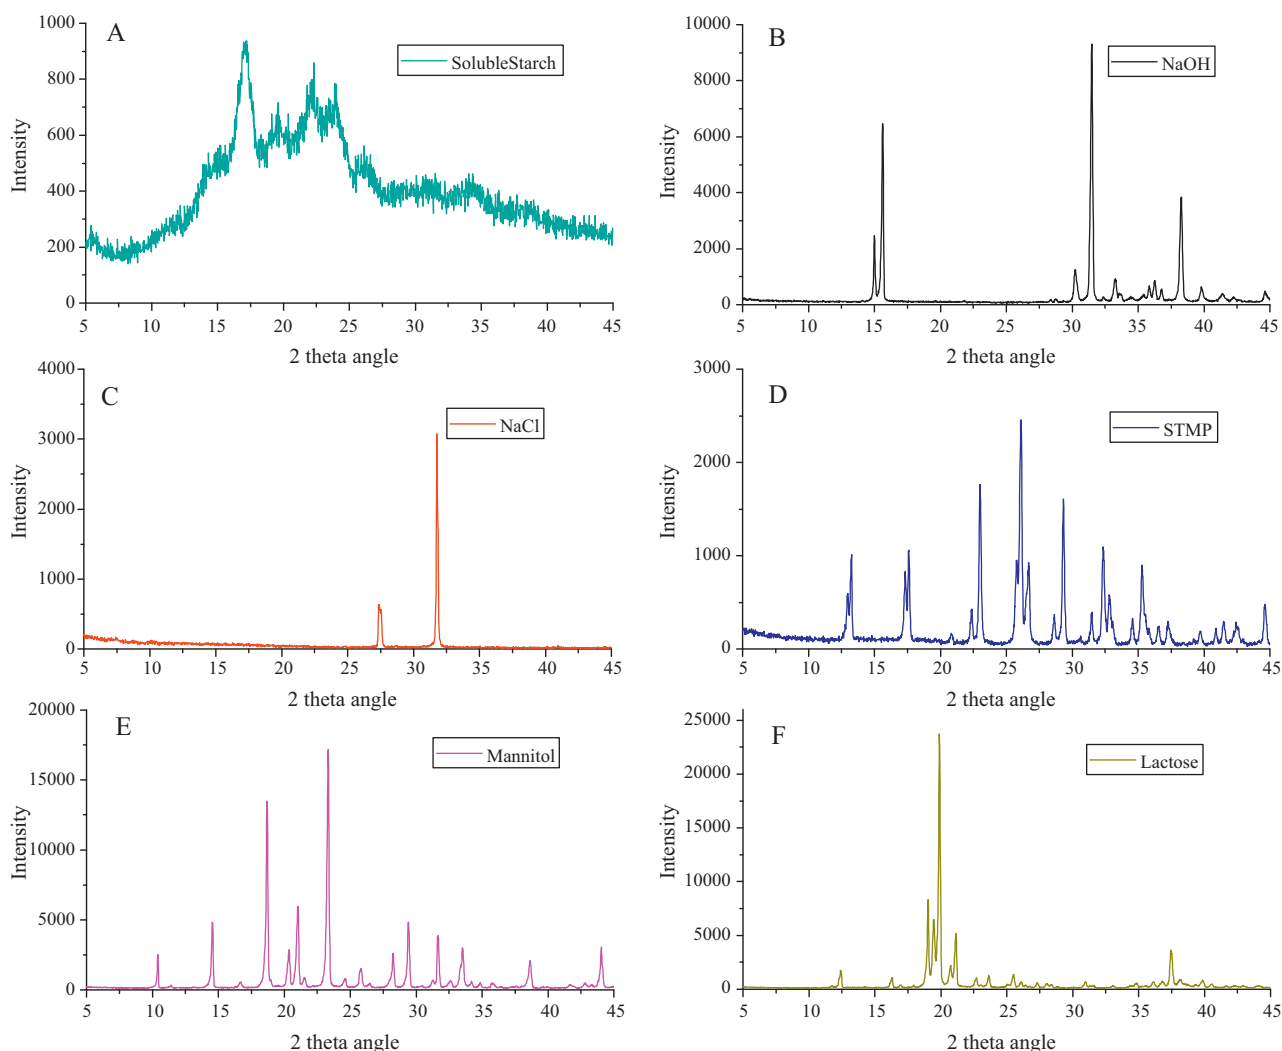 A
SolubleStarch
Intensity
1000
800
600
400
200
0
5 10 15 20 25 30 35 40 45
2 theta angle
B
NaOH
Intensity
10000
8000
6000
4000
2000
0
5 10 15 20 25 30 35 40 45
2 theta angle
C
NaCl
Intensity
4000
3000
2000
1000
0
5 10 15 20 25 30 35 40 45
2 theta angle
D
STMP
Intensity
3000
2000
1000
0
5 10 15 20 25 30 35 40 45
2 theta angle
E
Mannitol
Intensity
20000
15000
10000
5000
0
5 10 15 20 25 30 35 40 45
2 theta angle
F
Lactose
Intensity
25000
20000
15000
10000
5000
0
5 10 15 20 25 30 35 40 45
2 theta angle